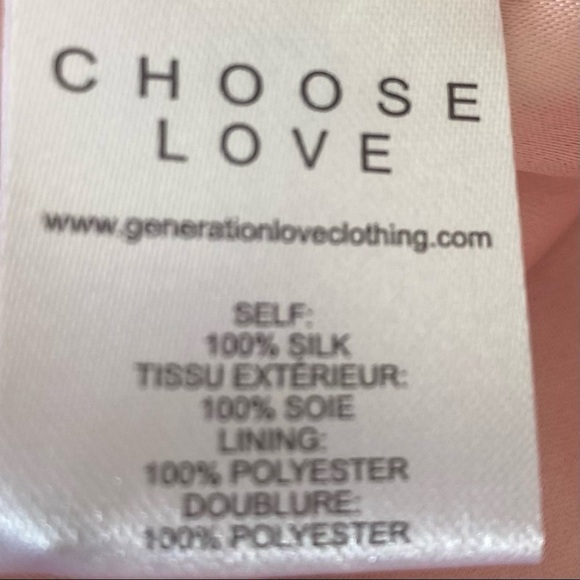 CHOOSE
LOVE
www.generationloveclothing.com
SELF:
100% SILK
TISSU EXTÉRIEUR:
100% SOIE
LINING:
100% POLYESTER
DOUBLURE:
100% POLYESTER